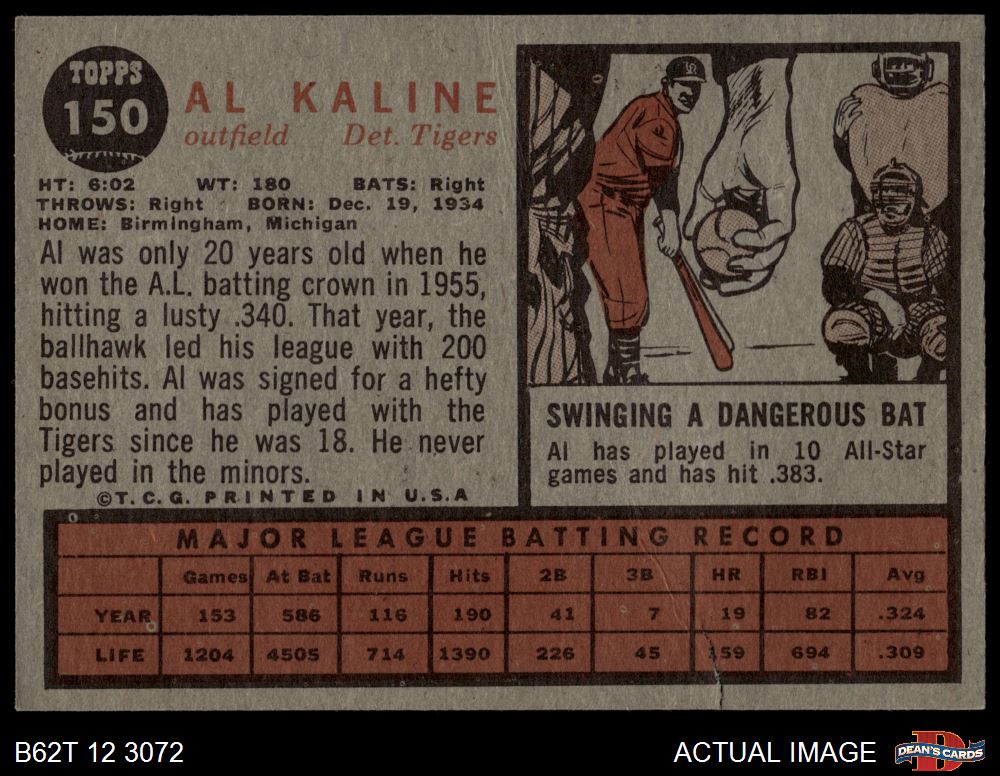 TOPPS
150
AL KALINE
outfield Det. Tigers
HT: 6:02 WT: 180 BATS: Right
THROWS: Right BORN: Dec. 19, 1934
HOME: Birmingham, Michigan
Al was only 20 years old when he
won the A.L. batting crown in 1955,
hitting a lusty .340. That year, the
ballhawk led his league with 200
basehits. Al was signed for a hefty
bonus and has played with the
Tigers since he was 18. He never
played in the minors.
©T.C.G. PRINTED IN U.S.A
SWINGING A DANGEROUS BAT
Al has played in 10 All-Star
games and has hit .383.
MAJOR LEAGUE BATTING RECORD
Games At Bat Runs Hits 2B 3B HR RBI Avg
YEAR 153 586 116 190 41 7 19 82 .324
LIFE 1204 4505 714 1390 226 45 159 694 .309
B62T 12 3072
ACTUAL IMAGE
DEAN'S CARDS